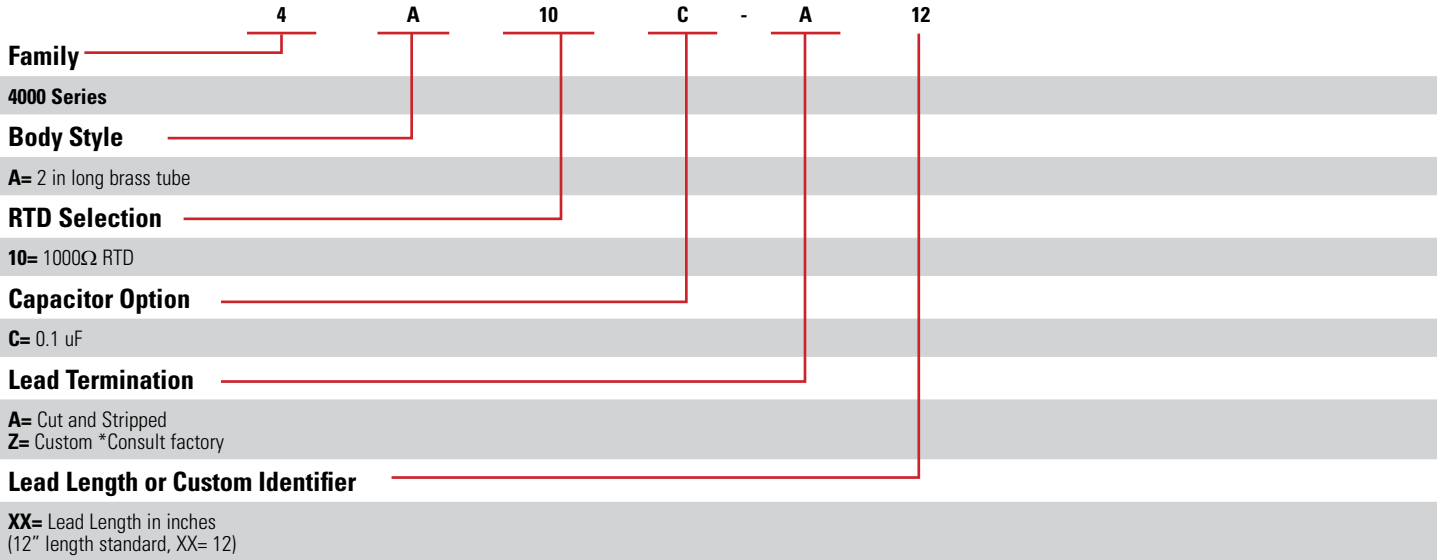 4 A 10 C - A 12
Family
4000 Series
Body Style
A= 2 in long brass tube
RTD Selection
10= 1000Ω RTD
Capacitor Option
C= 0.1 uF
Lead Termination
A= Cut and Stripped
Z= Custom *Consult factory
Lead Length or Custom Identifier
XX= Lead Length in inches
(12” length standard, XX= 12)